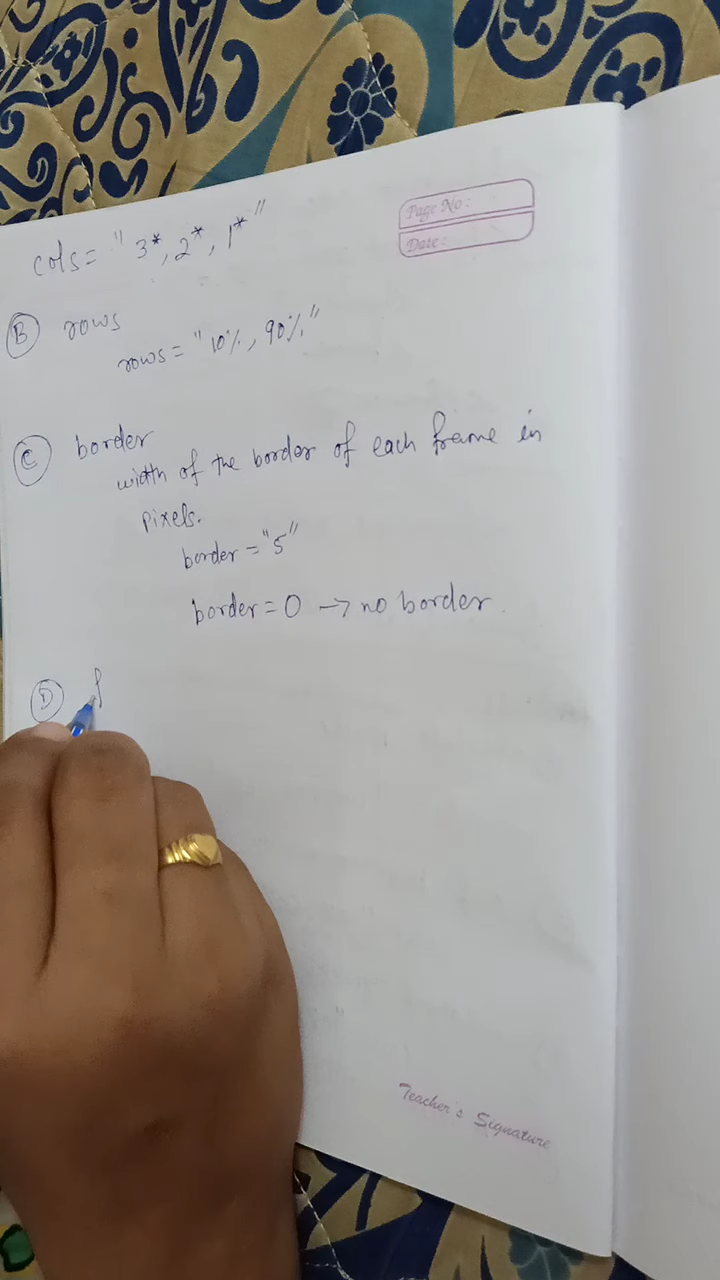 Page No :
Date :
cols = "3*, 2*, 1*"
B rows
rows = "10%, 90%"
C border
width of the border of each frame in
pixels.
border = "5"
border = 0 → no border.
D f
Teacher's Signature